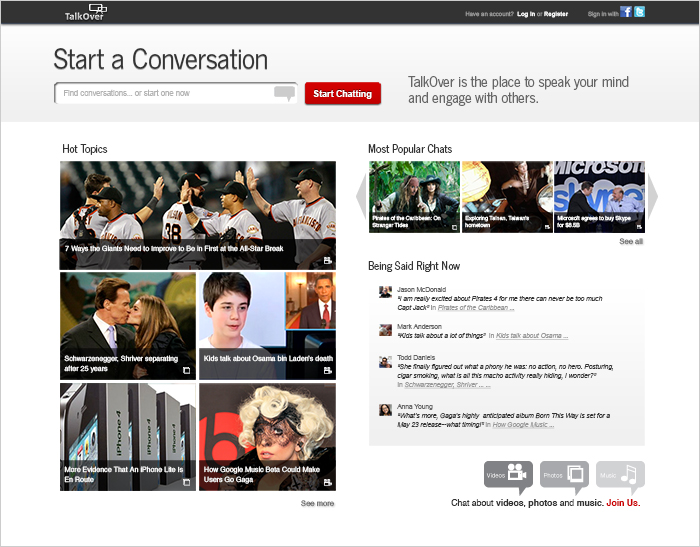 TalkOver
Have an account? Log In or Register
Sign in with
Start a Conversation
Find conversations... or start one now
Start Chatting
TalkOver is the place to speak your mind
and engage with others.
Hot Topics
38
7 Ways the Giants Need to Improve to Be in First at the All-Star Break
Schwarzenegger, Shriver separating
after 25 years
Kids talk about Osama bin Laden's death
iPhone 4
iPhone 4
iPhone 4
More Evidence That An iPhone Lite Is
En Route
How Google Music Beta Could Make
Users Go Gaga
See more
Most Popular Chats
Pirates of the Caribbean: On
Stranger Tides
Exploring Tainan, Taiwan's
hometown
Microsoft
skype
Microsoft agrees to buy Skype
for $8.5B
See all
Being Said Right Now
Jason McDonald
"I am really excited about Pirates 4 for me there can never be too much
Capt Jack" in Pirates of the Caribbean ...
Mark Anderson
"Kids talk about a lot of things" in Kids talk about Osama ...
Todd Daniels
"She finally figured out what a phony he was: no action, no hero. Posturing,
cigar smoking, what is all this macho activity really hiding, I wonder?"
in Schwarzenegger, Shriver ... ...
Anna Young
"What's more, Gaga's highly anticipated album Born This Way is set for a
May 23 release--what timing!" in How Google Music ...
Videos
Photos
Music
Chat about videos, photos and music. Join Us.